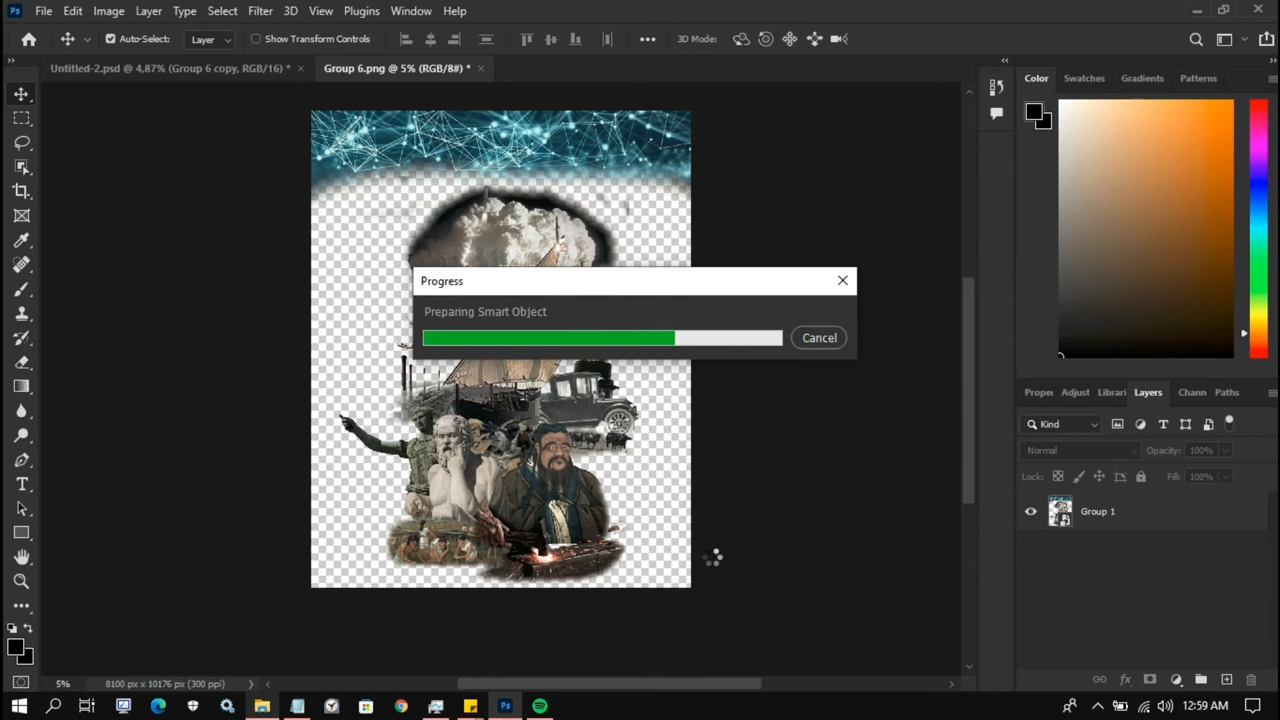 Ps File Edit Image Layer Type Select Filter 3D View Plugins Window Help
Auto-Select: Layer Show Transform Controls 3D Mode:
Untitled-2.psd @ 4,87% (Group 6 copy, RGB/16) * Group 6.png @ 5% (RGB/8#) *
Color Swatches Gradients Patterns
Progress
Preparing Smart Object
Cancel
Proper Adjust Librari Layers Chann Paths
Kind
Normal Opacity: 100%
Lock: Fill: 100%
Group 1
5% 8100 px x 10176 px (300 ppi)
Ps 12:59 AM